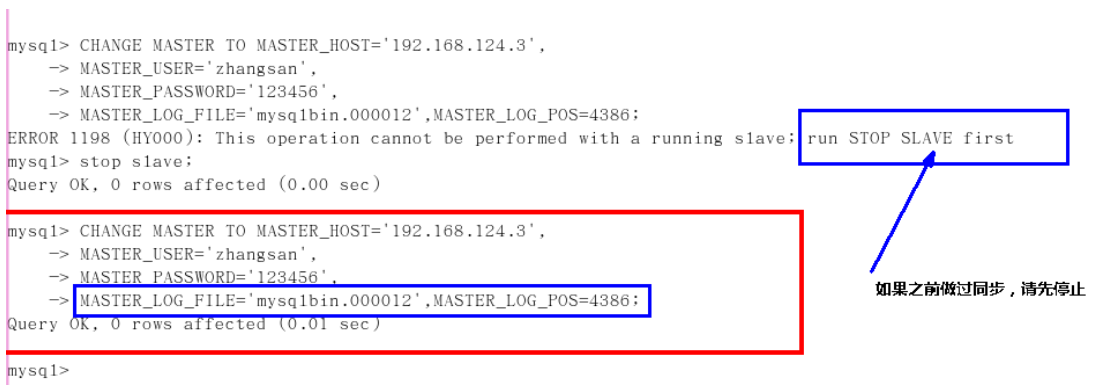 mysql> CHANGE MASTER TO MASTER_HOST='192.168.124.3',
-> MASTER_USER='zhangsan',
-> MASTER_PASSWORD='123456',
-> MASTER_LOG_FILE='mysqlbin.000012',MASTER_LOG_POS=4386;
ERROR 1198 (HY000): This operation cannot be performed with a running slave; run STOP SLAVE first
mysql> stop slave;
Query OK, 0 rows affected (0.00 sec)
mysql> CHANGE MASTER TO MASTER_HOST='192.168.124.3',
-> MASTER_USER='zhangsan',
-> MASTER_PASSWORD='123456',
-> MASTER_LOG_FILE='mysqlbin.000012',MASTER_LOG_POS=4386;
如果之前做过同步，请先停止
Query OK, 0 rows affected (0.01 sec)
mysql>